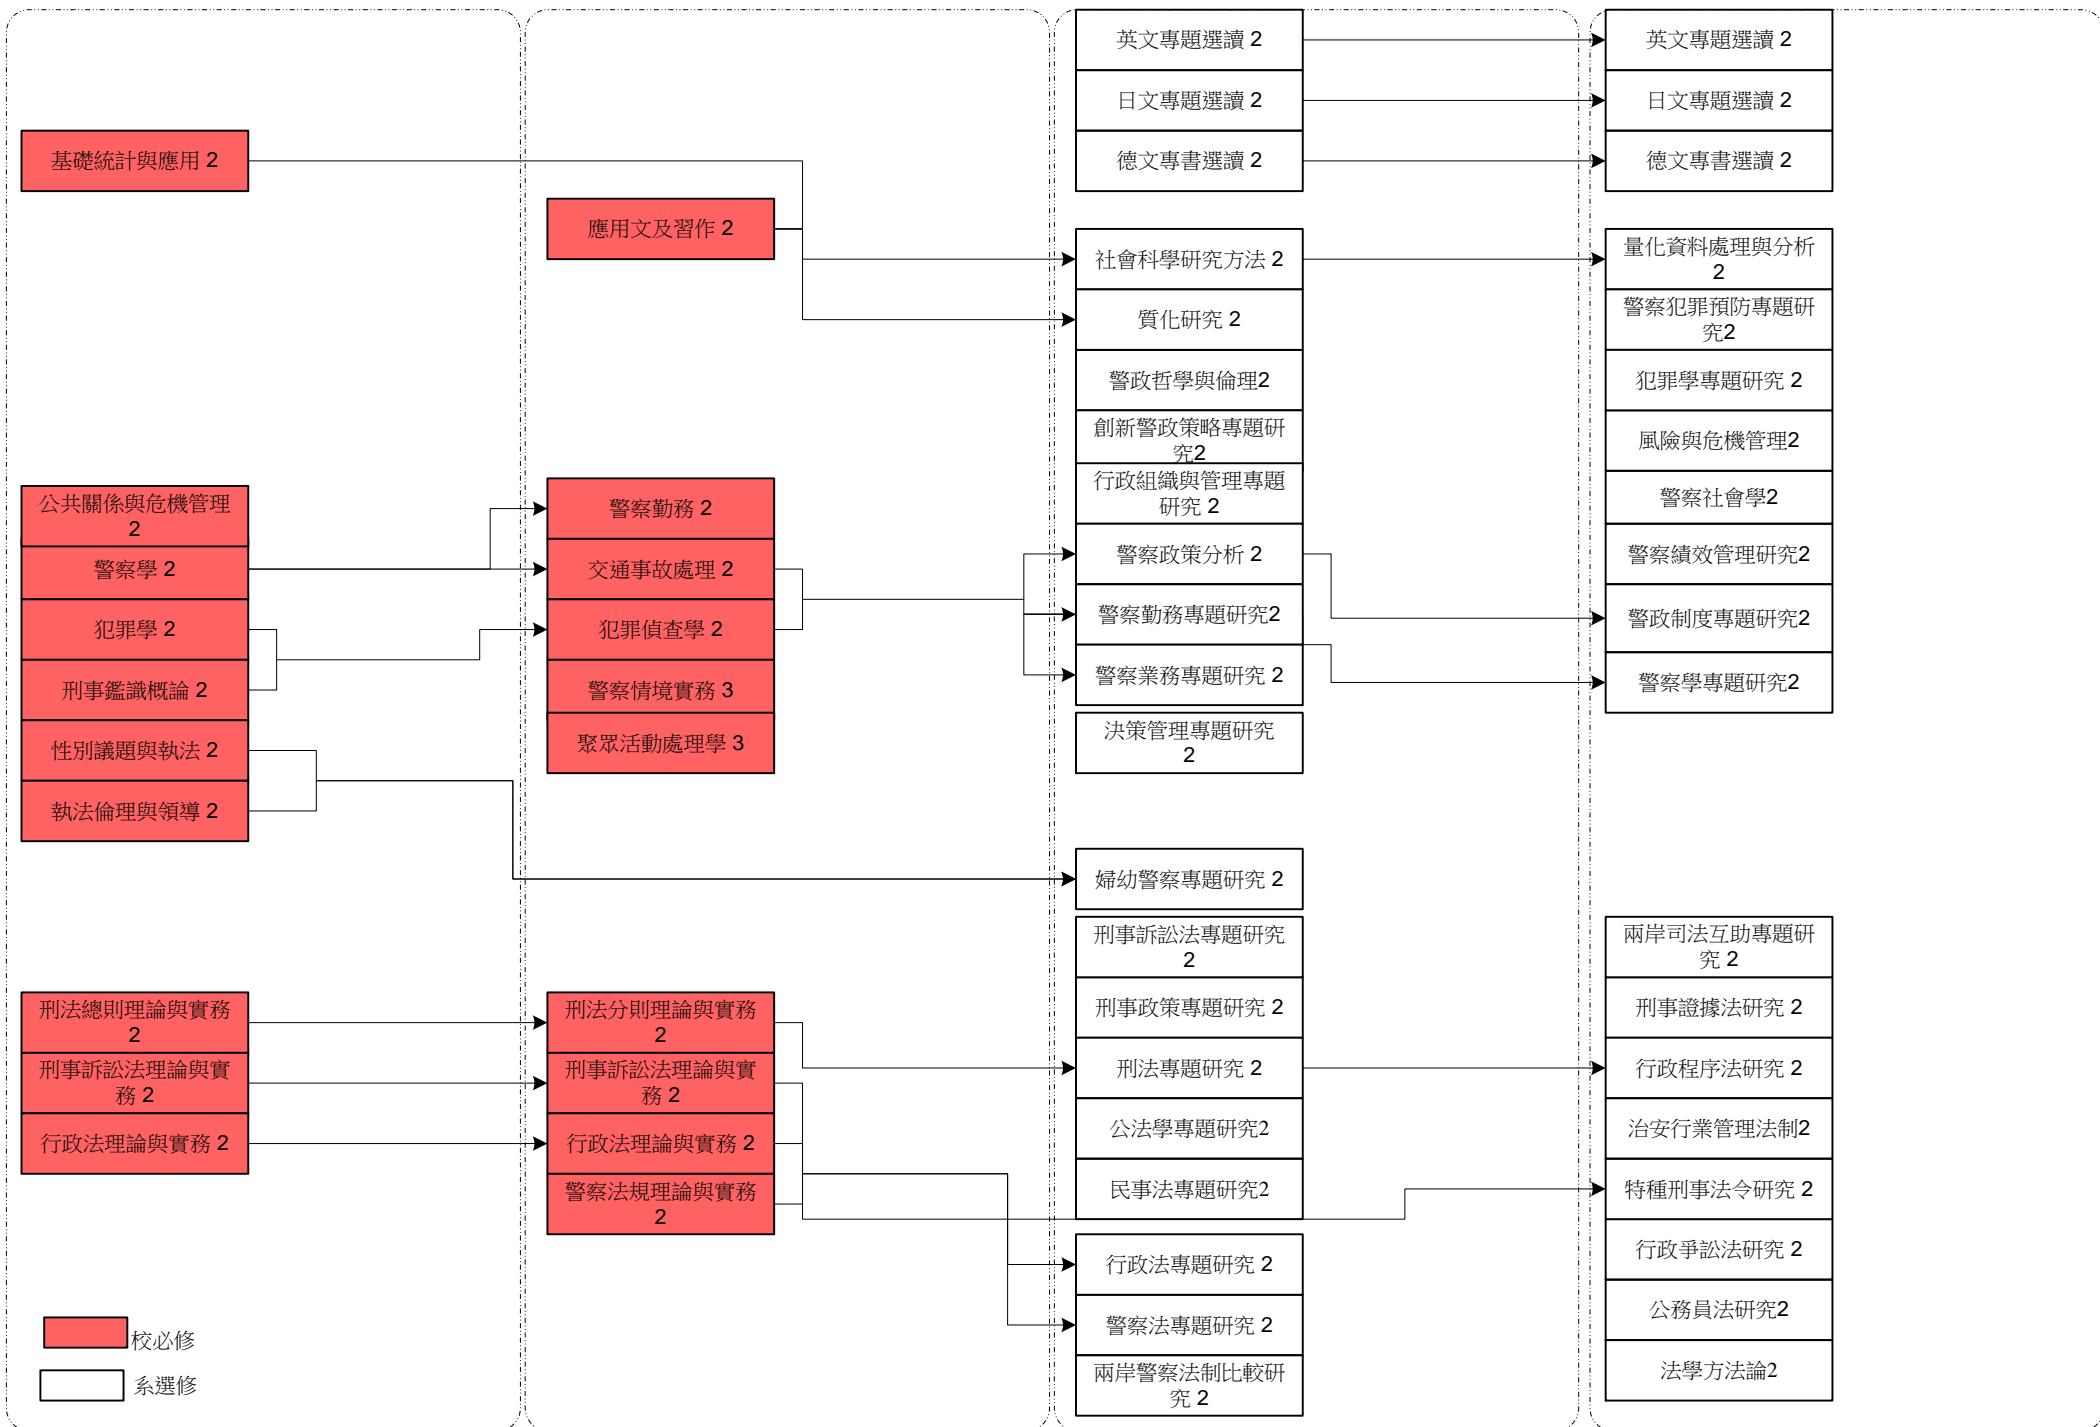 基礎統計與應用 2
公共關係與危機管理
2
警察學 2
犯罪學 2
刑事鑑識概論 2
性別議題與執法 2
執法倫理與領導 2
刑法總則理論與實務
2
刑事訴訟法理論與實
務 2
行政法理論與實務 2
校必修
系選修
應用文及習作 2
警察勤務 2
交通事故處理 2
犯罪偵查學 2
警察情境實務 3
聚眾活動處理學 3
刑法分則理論與實務
2
刑事訴訟法理論與實
務 2
行政法理論與實務 2
警察法規理論與實務
2
英文專題選讀 2
日文專題選讀 2
德文專書選讀 2
社會科學研究方法 2
質化研究 2
警政哲學與倫理2
創新警政策略專題研
究2
行政組織與管理專題
研究 2
警察政策分析 2
警察勤務專題研究2
警察業務專題研究 2
決策管理專題研究
2
婦幼警察專題研究 2
刑事訴訟法專題研究
2
刑事政策專題研究 2
刑法專題研究 2
公法學專題研究2
民事法專題研究2
行政法專題研究 2
警察法專題研究 2
兩岸警察法制比較研
究 2
英文專題選讀 2
日文專題選讀 2
德文專書選讀 2
量化資料處理與分析
2
警察犯罪預防專題研
究2
犯罪學專題研究 2
風險與危機管理2
警察社會學2
警察績效管理研究2
警政制度專題研究2
警察學專題研究2
兩岸司法互助專題研
究 2
刑事證據法研究 2
行政程序法研究 2
治安行業管理法制2
特種刑事法令研究 2
行政爭訟法研究 2
公務員法研究2
法學方法論2